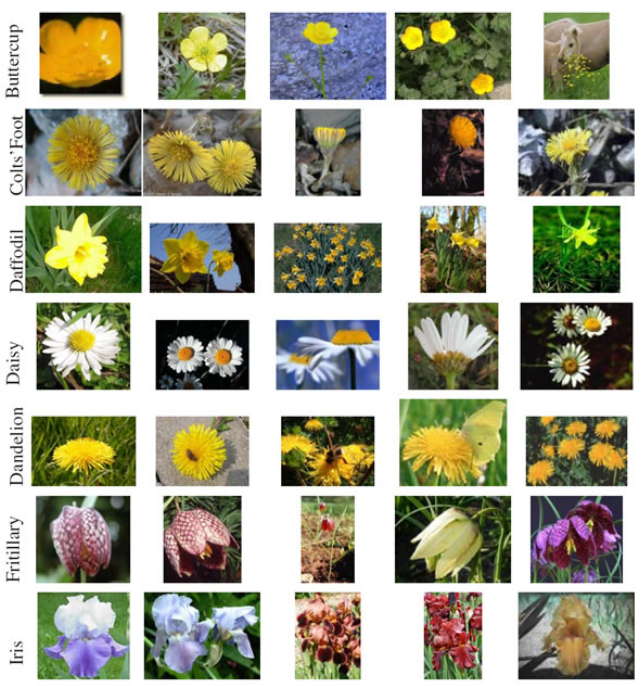 Buttercup
Colts'Foot
Daffodil
Daisy
Dandelion
Fritillary
Iris